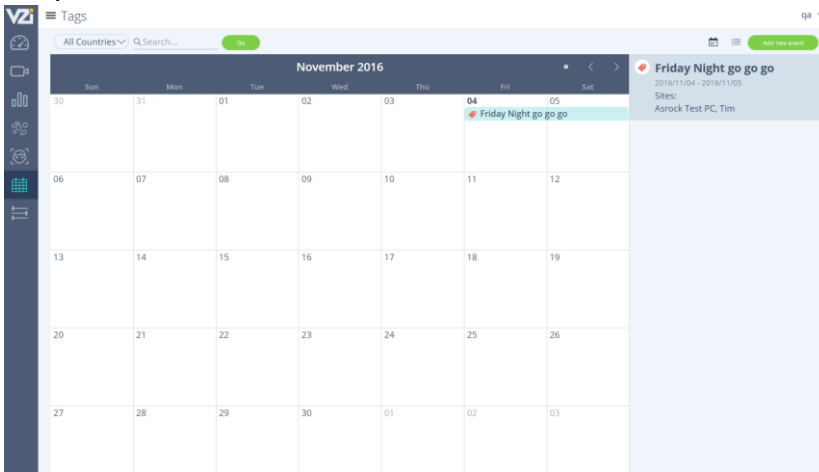 VZi
Tags
qa
All Countries
Search...
Go
Add new event
November 2016
Sun Mon Tue Wed Thu Fri Sat
30 31 01 02 03 04 05
Friday Night go go go
06 07 08 09 10 11 12
13 14 15 16 17 18 19
20 21 22 23 24 25 26
27 28 29 30 01 02 03
Friday Night go go go
2016/11/04 - 2016/11/05
Sites:
Asrock Test PC, Tim